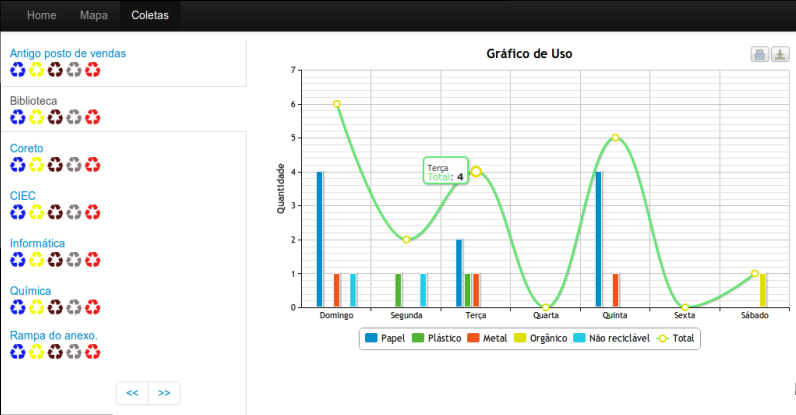 Home Mapa Coletas
Antigo posto de vendas
Biblioteca
Coreto
CIEC
Informática
Química
Rampa do anexo.
<< >>
Gráfico de Uso
Quantidade
7
6
5
4
3
2
1
0
Terça
Total: 4
Domingo Segunda Terça Quarta Quinta Sexta Sábado
Papel Plástico Metal Orgânico Não reciclável Total